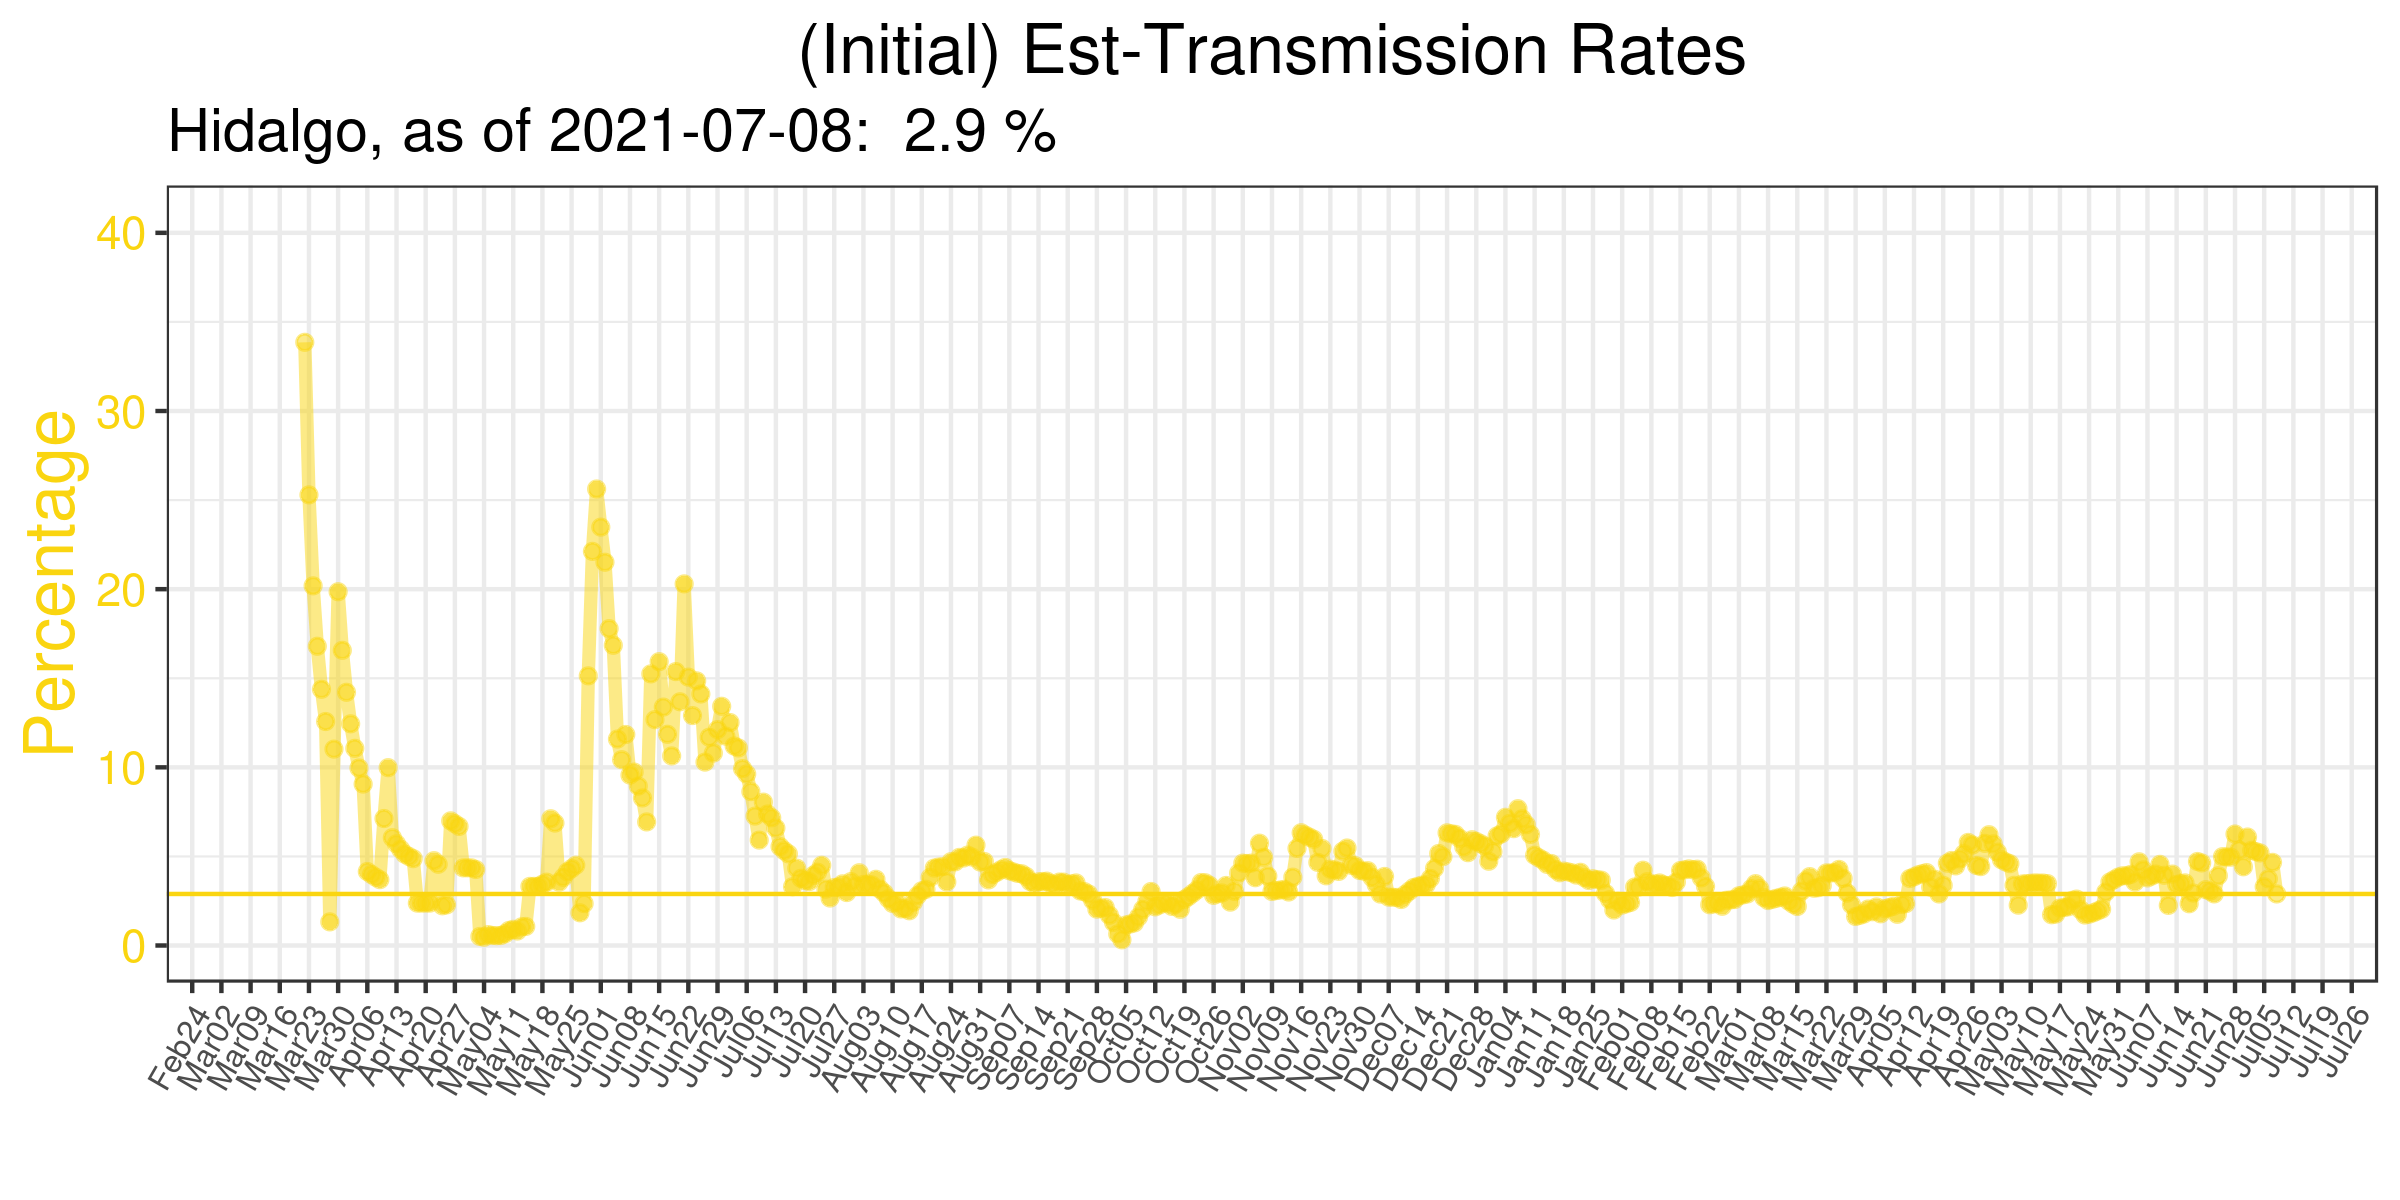 (Initial) Est-Transmission Rates
Hidalgo, as of 2021-07-08:  2.9 %
Percentage
40
30
20
10
0
Feb24
Mar02
Mar09
Mar16
Mar23
Mar30
Apr06
Apr13
Apr20
Apr27
May04
May11
May18
May25
Jun01
Jun08
Jun15
Jun22
Jun29
Jul06
Jul13
Jul20
Jul27
Aug03
Aug10
Aug17
Aug24
Aug31
Sep07
Sep14
Sep21
Sep28
Oct05
Oct12
Oct19
Oct26
Nov02
Nov09
Nov16
Nov23
Nov30
Dec07
Dec14
Dec21
Dec28
Jan04
Jan11
Jan18
Jan25
Feb01
Feb08
Feb15
Feb22
Mar01
Mar08
Mar15
Mar22
Mar29
Apr05
Apr12
Apr19
Apr26
May03
May10
May17
May24
May31
Jun07
Jun14
Jun21
Jun28
Jul05
Jul12
Jul19
Jul26